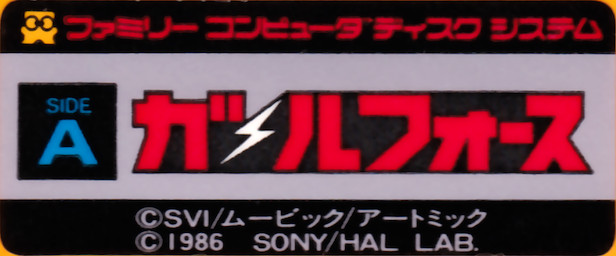 ファミリー コンピュータ ディスク システム
SIDE
A
ガルフォース
©SVI/ムービック/アートミック
©1986 SONY/HAL LAB.